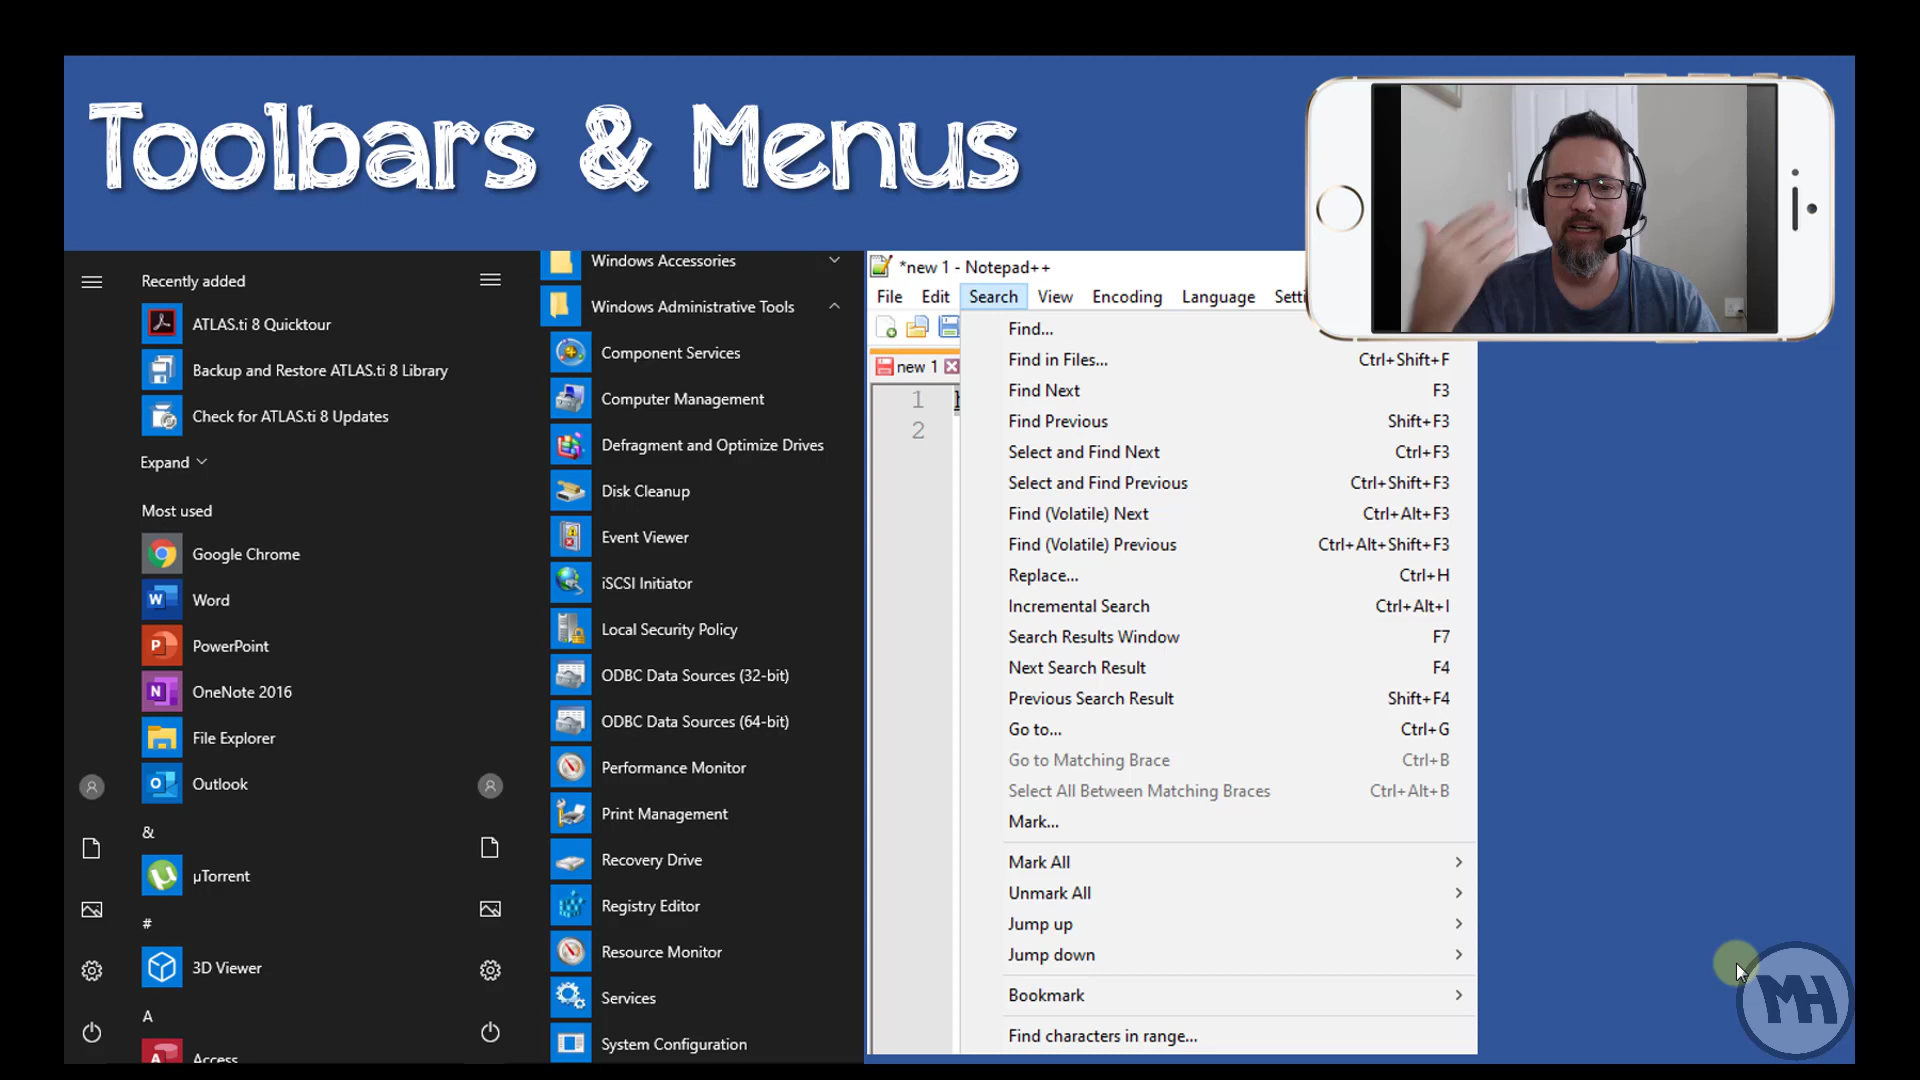 Toolbars & Menus
Recently added
ATLAS.ti 8 Quicktour
Backup and Restore ATLAS.ti 8 Library
Check for ATLAS.ti 8 Updates
Expand
Most used
Google Chrome
Word
PowerPoint
OneNote 2016
File Explorer
Outlook
&
µTorrent
#
3D Viewer
A
Access
Windows Accessories
Windows Administrative Tools
Component Services
Computer Management
Defragment and Optimize Drives
Disk Cleanup
Event Viewer
iSCSI Initiator
Local Security Policy
ODBC Data Sources (32-bit)
ODBC Data Sources (64-bit)
Performance Monitor
Print Management
Recovery Drive
Registry Editor
Resource Monitor
Services
System Configuration
*new 1 - Notepad++
File Edit Search View Encoding Language
new 1
1
2
Find...
Find in Files... Ctrl+Shift+F
Find Next F3
Find Previous Shift+F3
Select and Find Next Ctrl+F3
Select and Find Previous Ctrl+Shift+F3
Find (Volatile) Next Ctrl+Alt+F3
Find (Volatile) Previous Ctrl+Alt+Shift+F3
Replace... Ctrl+H
Incremental Search Ctrl+Alt+I
Search Results Window F7
Next Search Result F4
Previous Search Result Shift+F4
Go to... Ctrl+G
Go to Matching Brace Ctrl+B
Select All Between Matching Braces Ctrl+Alt+B
Mark...
Mark All
Unmark All
Jump up
Jump down
Bookmark
Find characters in range...
MH